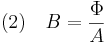 (2) B = Φ/A